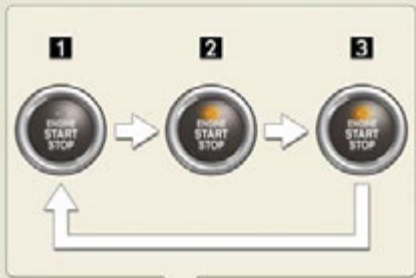 1
2
3
ENGINE
START
STOP
ENGINE
START
STOP
ENGINE
START
STOP